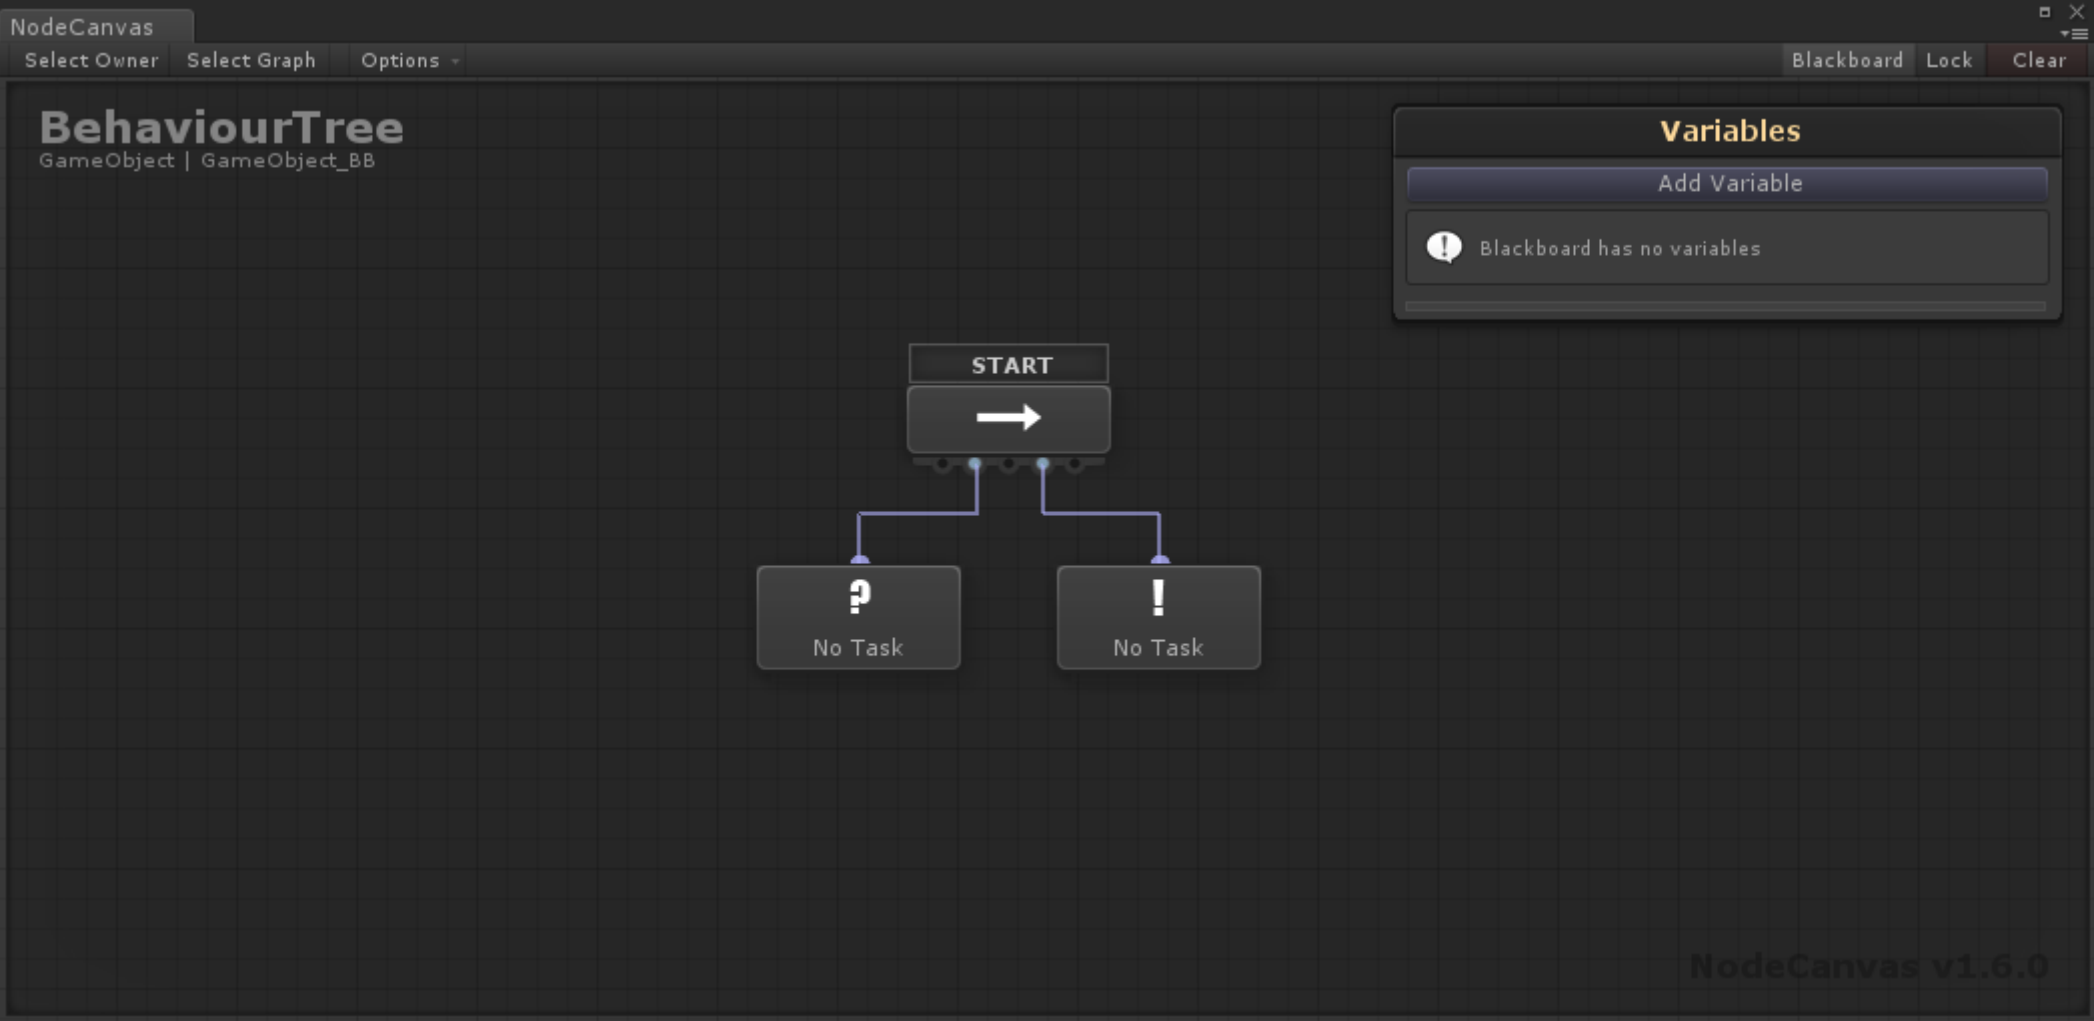 NodeCanvas
Select Owner Select Graph Options Blackboard Lock Clear
BehaviourTree
GameObject | GameObject_BB
Variables
Add Variable
Blackboard has no variables
START
?
No Task
!
No Task
NodeCanvas v1.6.0